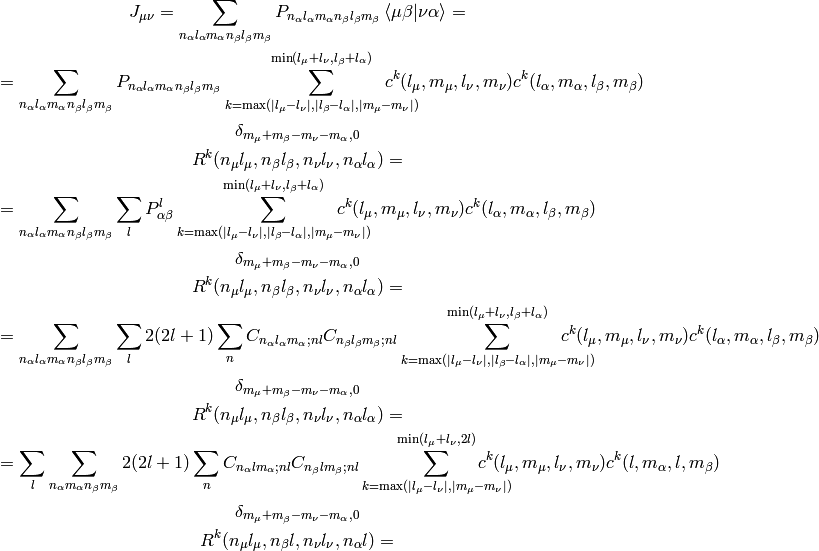 J_{\mu\nu} = \sum_{n_\alpha l_\alpha m_\alpha n_\beta l_\beta m_\beta} P_{n_\alpha l_\alpha m_\alpha n_\beta l_\beta m_\beta} \langle \mu\beta|\nu\alpha \rangle =
= \sum_{n_\alpha l_\alpha m_\alpha n_\beta l_\beta m_\beta} P_{n_\alpha l_\alpha m_\alpha n_\beta l_\beta m_\beta} \sum_{k=\max(|l_\mu-l_\nu|,|l_\beta-l_\alpha|,|m_\mu-m_\nu|)}^{\min(l_\mu+l_\nu,l_\beta+l_\alpha)} c^k(l_\mu, m_\mu, l_\nu, m_\nu) c^k(l_\alpha, m_\alpha, l_\beta, m_\beta)
\delta_{m_\mu+m_\beta-m_\nu-m_\alpha,0}
R^k(n_\mu l_\mu, n_\beta l_\beta, n_\nu l_\nu, n_\alpha l_\alpha) =
= \sum_{n_\alpha l_\alpha m_\alpha n_\beta l_\beta m_\beta} \sum_l P^l_{\alpha\beta} \sum_{k=\max(|l_\mu-l_\nu|,|l_\beta-l_\alpha|,|m_\mu-m_\nu|)}^{\min(l_\mu+l_\nu,l_\beta+l_\alpha)} c^k(l_\mu, m_\mu, l_\nu, m_\nu) c^k(l_\alpha, m_\alpha, l_\beta, m_\beta)
\delta_{m_\mu+m_\beta-m_\nu-m_\alpha,0}
R^k(n_\mu l_\mu, n_\beta l_\beta, n_\nu l_\nu, n_\alpha l_\alpha) =
= \sum_{n_\alpha l_\alpha m_\alpha n_\beta l_\beta m_\beta} \sum_l 2(2l+1) \sum_n C_{n_\alpha l_\alpha m_\alpha;nl} C_{n_\beta l_\beta m_\beta;nl} \sum_{k=\max(|l_\mu-l_\nu|,|l_\beta-l_\alpha|,|m_\mu-m_\nu|)}^{\min(l_\mu+l_\nu,l_\beta+l_\alpha)} c^k(l_\mu, m_\mu, l_\nu, m_\nu) c^k(l_\alpha, m_\alpha, l_\beta, m_\beta)
\delta_{m_\mu+m_\beta-m_\nu-m_\alpha,0}
R^k(n_\mu l_\mu, n_\beta l_\beta, n_\nu l_\nu, n_\alpha l_\alpha) =
= \sum_l \sum_{n_\alpha m_\alpha n_\beta m_\beta} 2(2l+1) \sum_n C_{n_\alpha l m_\alpha;nl} C_{n_\beta l m_\beta;nl} \sum_{k=\max(|l_\mu-l_\nu|,|m_\mu-m_\nu|)}^{\min(l_\mu+l_\nu,2l)} c^k(l_\mu, m_\mu, l_\nu, m_\nu) c^k(l, m_\alpha, l, m_\beta)
\delta_{m_\mu+m_\beta-m_\nu-m_\alpha,0}
R^k(n_\mu l_\mu, n_\beta l, n_\nu l_\nu, n_\alpha l) =